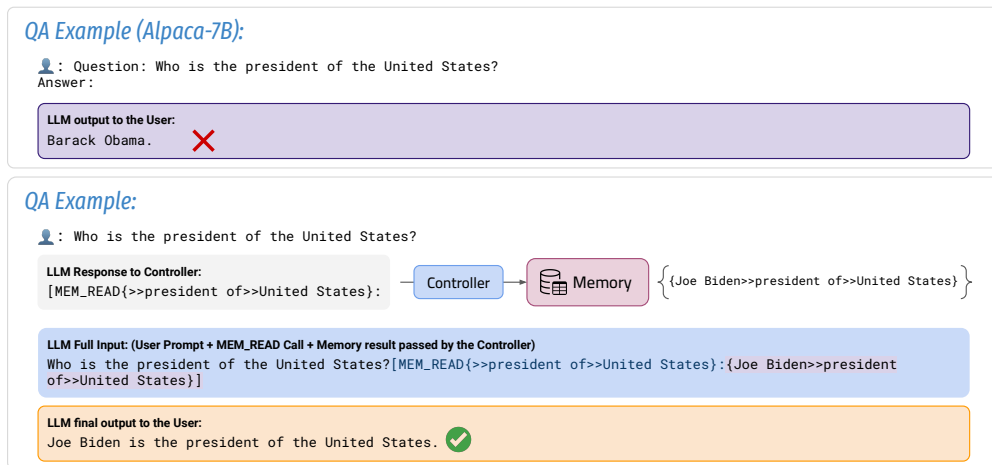 QA Example (Alpaca-7B):
: Question: Who is the president of the United States?
Answer:
LLM output to the User:
Barack Obama.
QA Example:
: Who is the president of the United States?
LLM Response to Controller:
[MEM_READ{>>president of>>United States}:
Controller
Memory
{Joe Biden>>president of>>United States}
LLM Full Input: (User Prompt + MEM_READ Call + Memory result passed by the Controller)
Who is the president of the United States?[MEM_READ{>>president of>>United States}:{Joe Biden>>president
of>>United States}]
LLM final output to the User:
Joe Biden is the president of the United States.